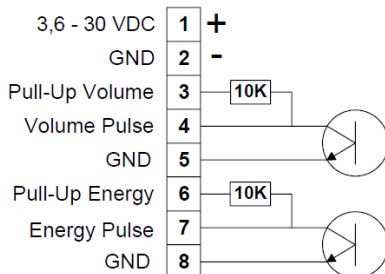 3,6 - 30 VDC 1 +
GND 2 -
Pull-Up Volume 3 10K
Volume Pulse 4
GND 5
Pull-Up Energy 6 10K
Energy Pulse 7
GND 8